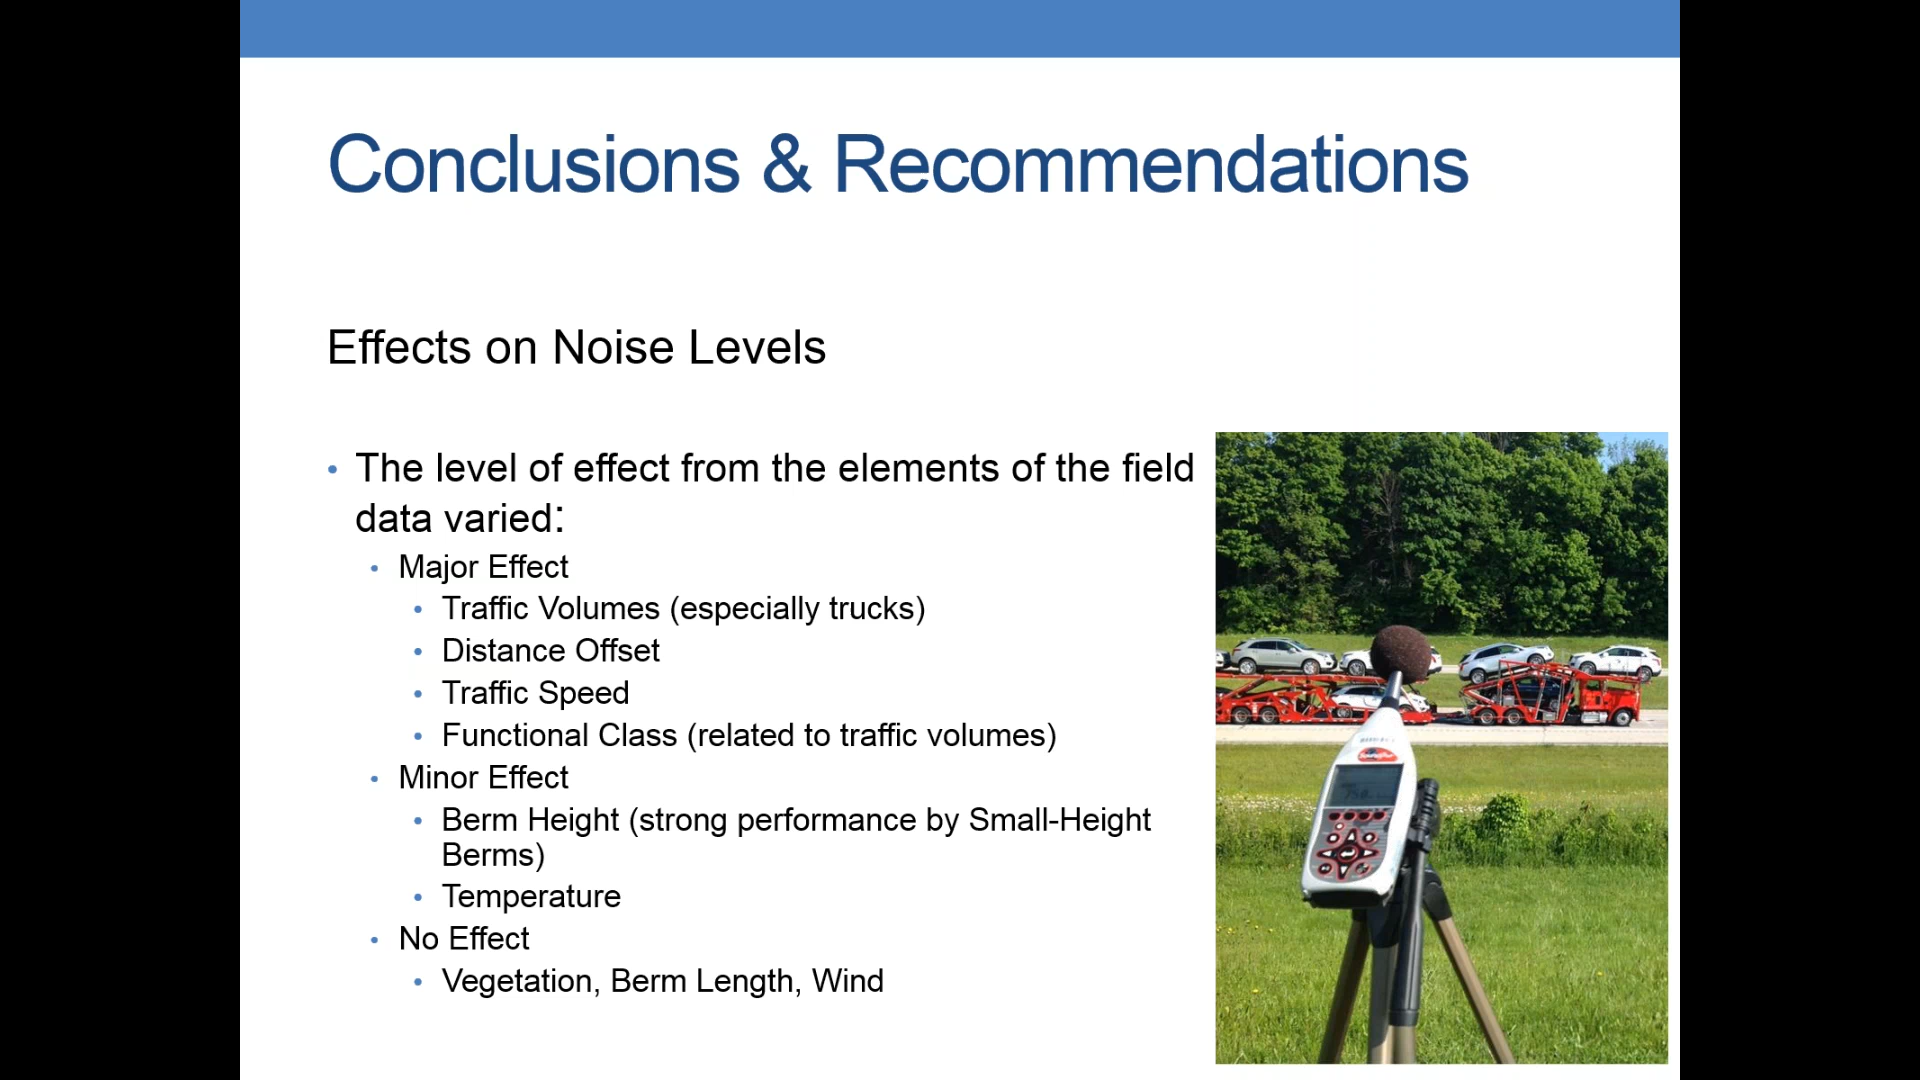 Conclusions & Recommendations
Effects on Noise Levels
• The level of effect from the elements of the field
data varied:
• Major Effect
• Traffic Volumes (especially trucks)
• Distance Offset
• Traffic Speed
• Functional Class (related to traffic volumes)
• Minor Effect
• Berm Height (strong performance by Small-Height
Berms)
• Temperature
• No Effect
• Vegetation, Berm Length, Wind